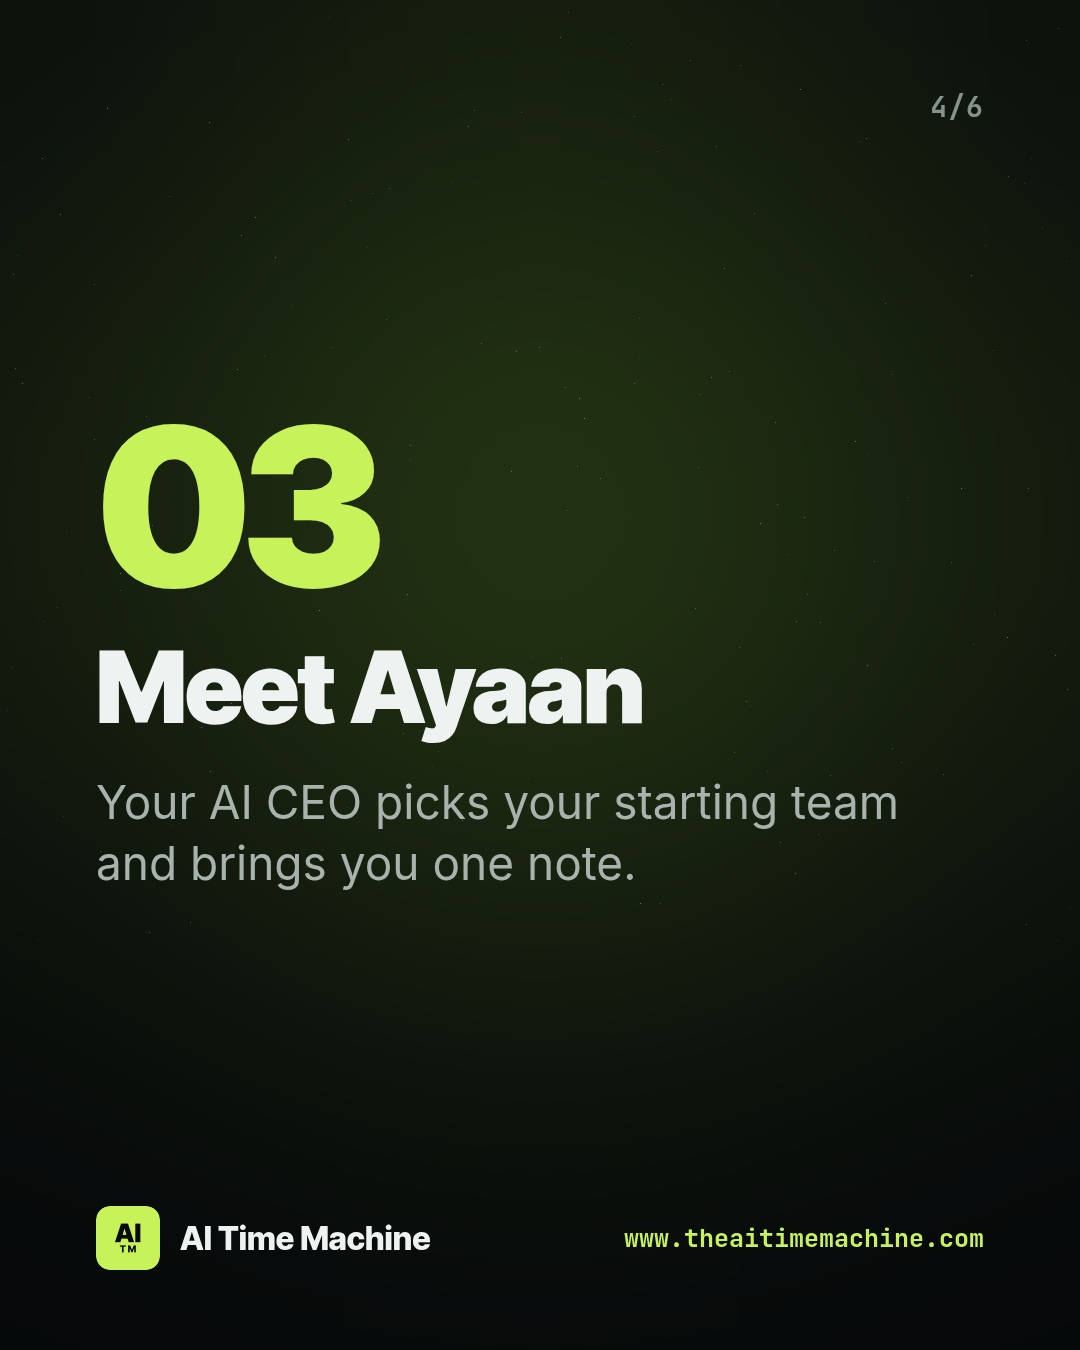 4/6
03
Meet Ayaan
Your AI CEO picks your starting team
and brings you one note.
AI
TM
AI Time Machine
www.theaitimemachine.com